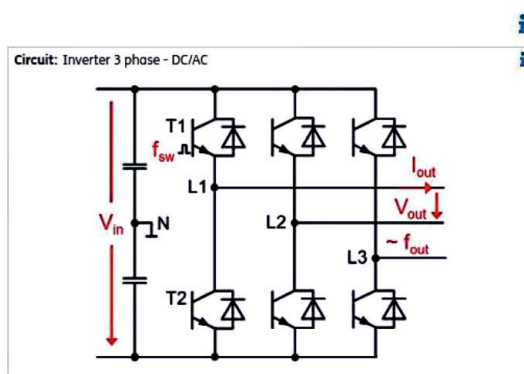 Circuit: Inverter 3 phase - DC/AC
T1
fsw
Iout
L1
Vout
Vin
N
L2
~ fout
L3
T2